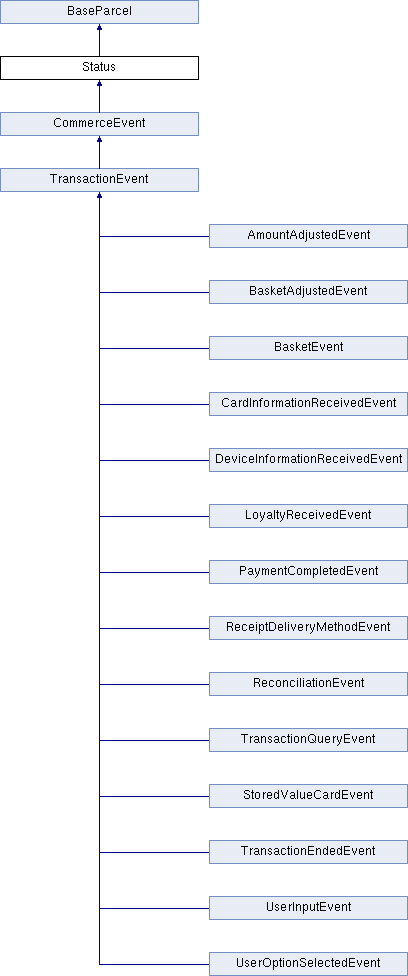 BaseParcel
Status
CommerceEvent
TransactionEvent
AmountAdjustedEvent
BasketAdjustedEvent
BasketEvent
CardInformationReceivedEvent
DeviceInformationReceivedEvent
LoyaltyReceivedEvent
PaymentCompletedEvent
ReceiptDeliveryMethodEvent
ReconciliationEvent
TransactionQueryEvent
StoredValueCardEvent
TransactionEndedEvent
UserInputEvent
UserOptionSelectedEvent